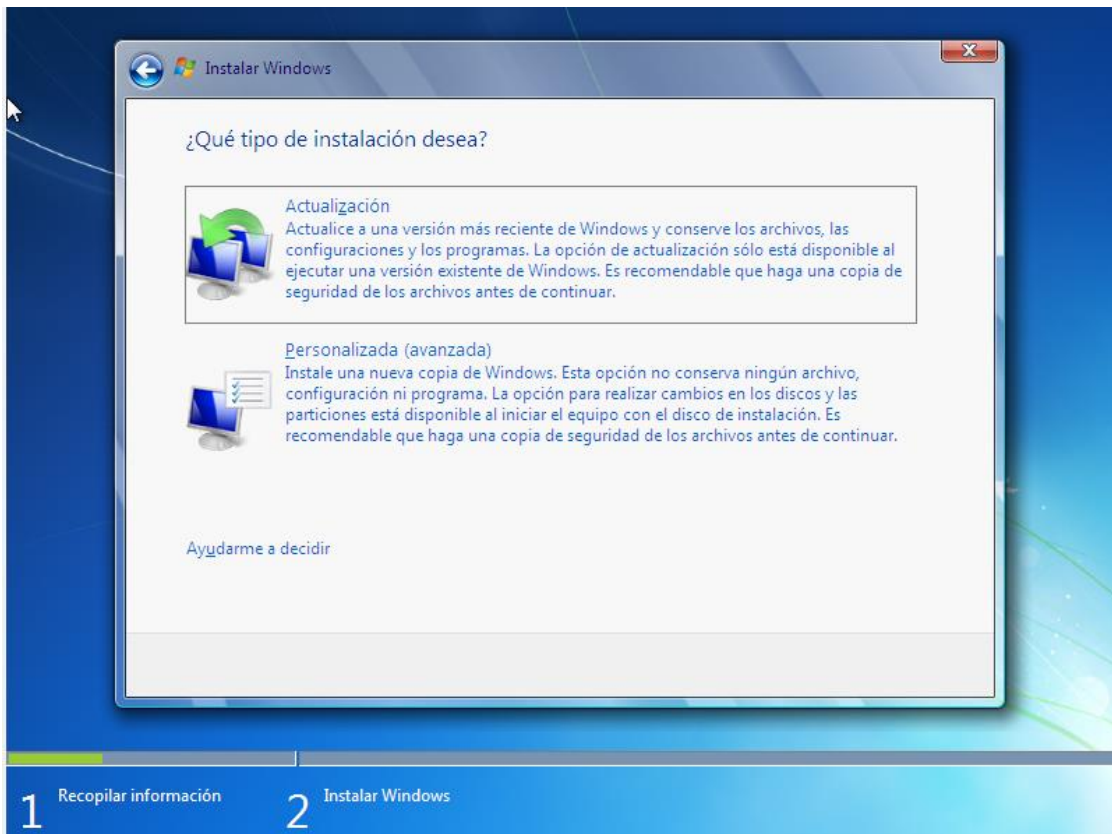 Instalar Windows
¿Qué tipo de instalación desea?
Actualización
Actualice a una versión más reciente de Windows y conserve los archivos, las
configuraciones y los programas. La opción de actualización sólo está disponible al
ejecutar una versión existente de Windows. Es recomendable que haga una copia de
seguridad de los archivos antes de continuar.
Personalizada (avanzada)
Instale una nueva copia de Windows. Esta opción no conserva ningún archivo,
configuración ni programa. La opción para realizar cambios en los discos y las
particiones está disponible al iniciar el equipo con el disco de instalación. Es
recomendable que haga una copia de seguridad de los archivos antes de continuar.
Ayudarme a decidir
1 Recopilar información 2 Instalar Windows